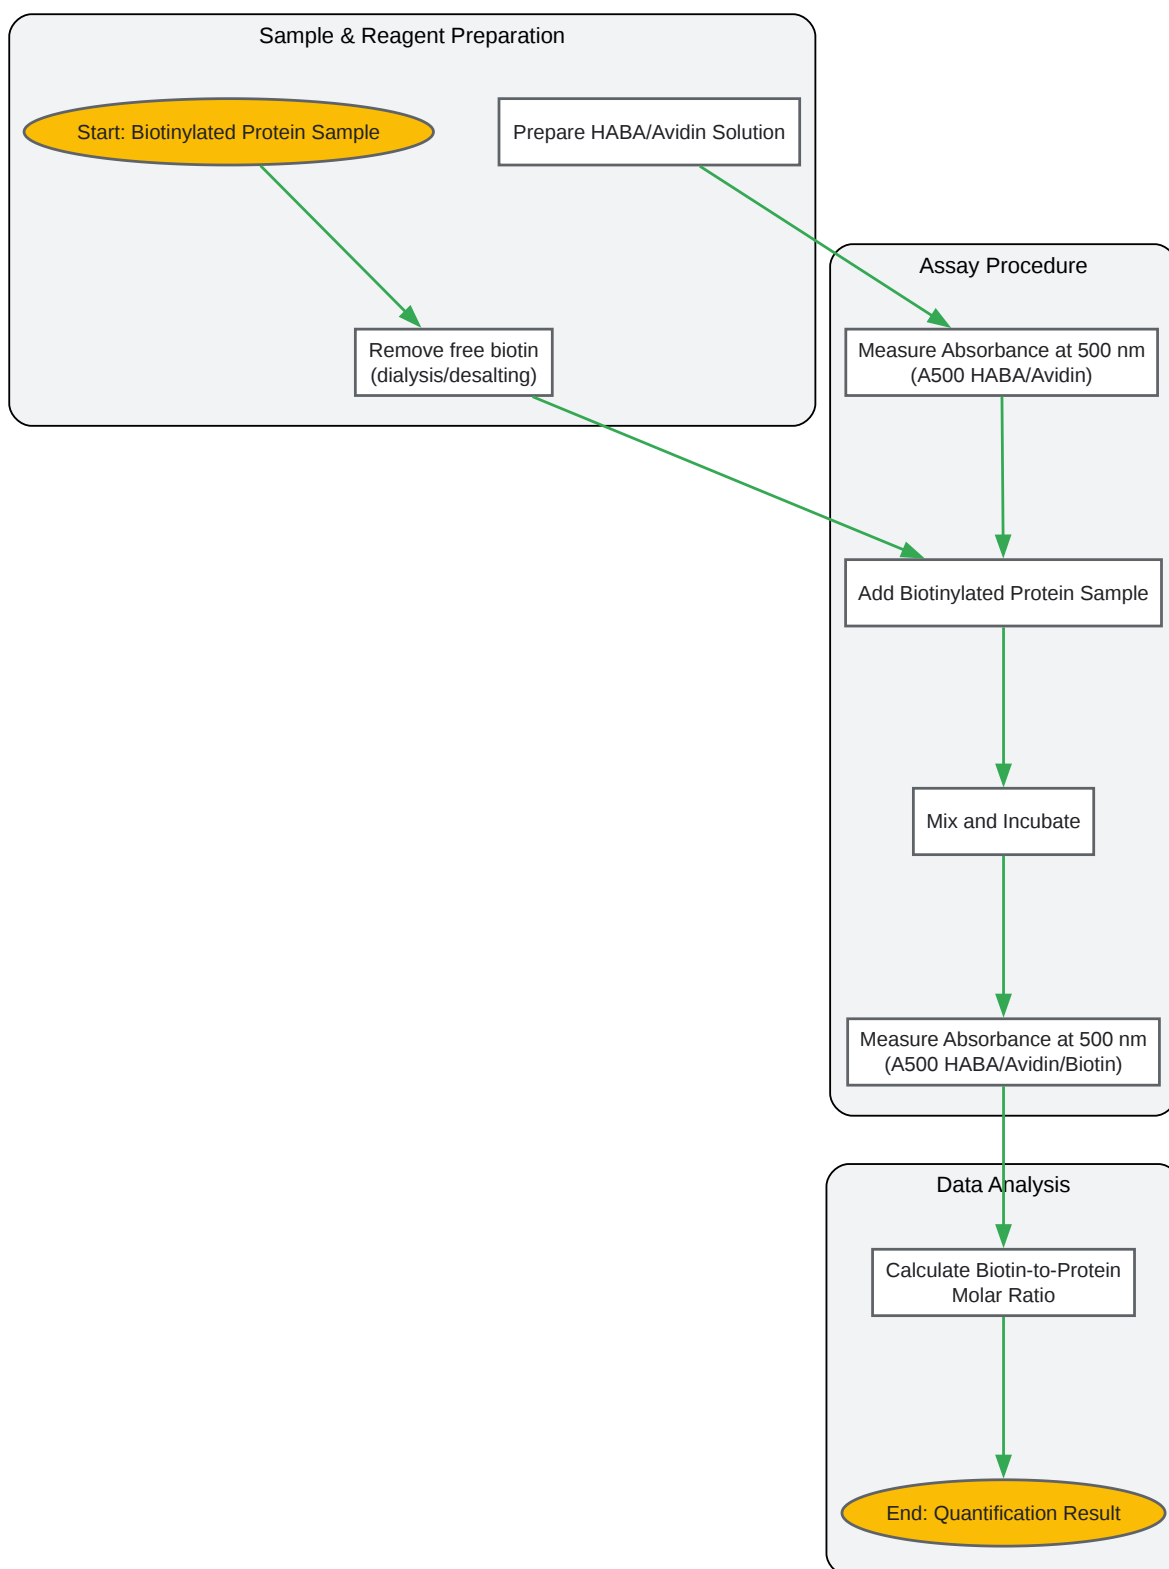 Sample & Reagent Preparation
Start: Biotinylated Protein Sample
Prepare HABA/Avidin Solution
Remove free biotin
(dialysis/desalting)
Assay Procedure
Measure Absorbance at 500 nm
(A500 HABA/Avidin)
Add Biotinylated Protein Sample
Mix and Incubate
Measure Absorbance at 500 nm
(A500 HABA/Avidin/Biotin)
Data Analysis
Calculate Biotin-to-Protein
Molar Ratio
End: Quantification Result